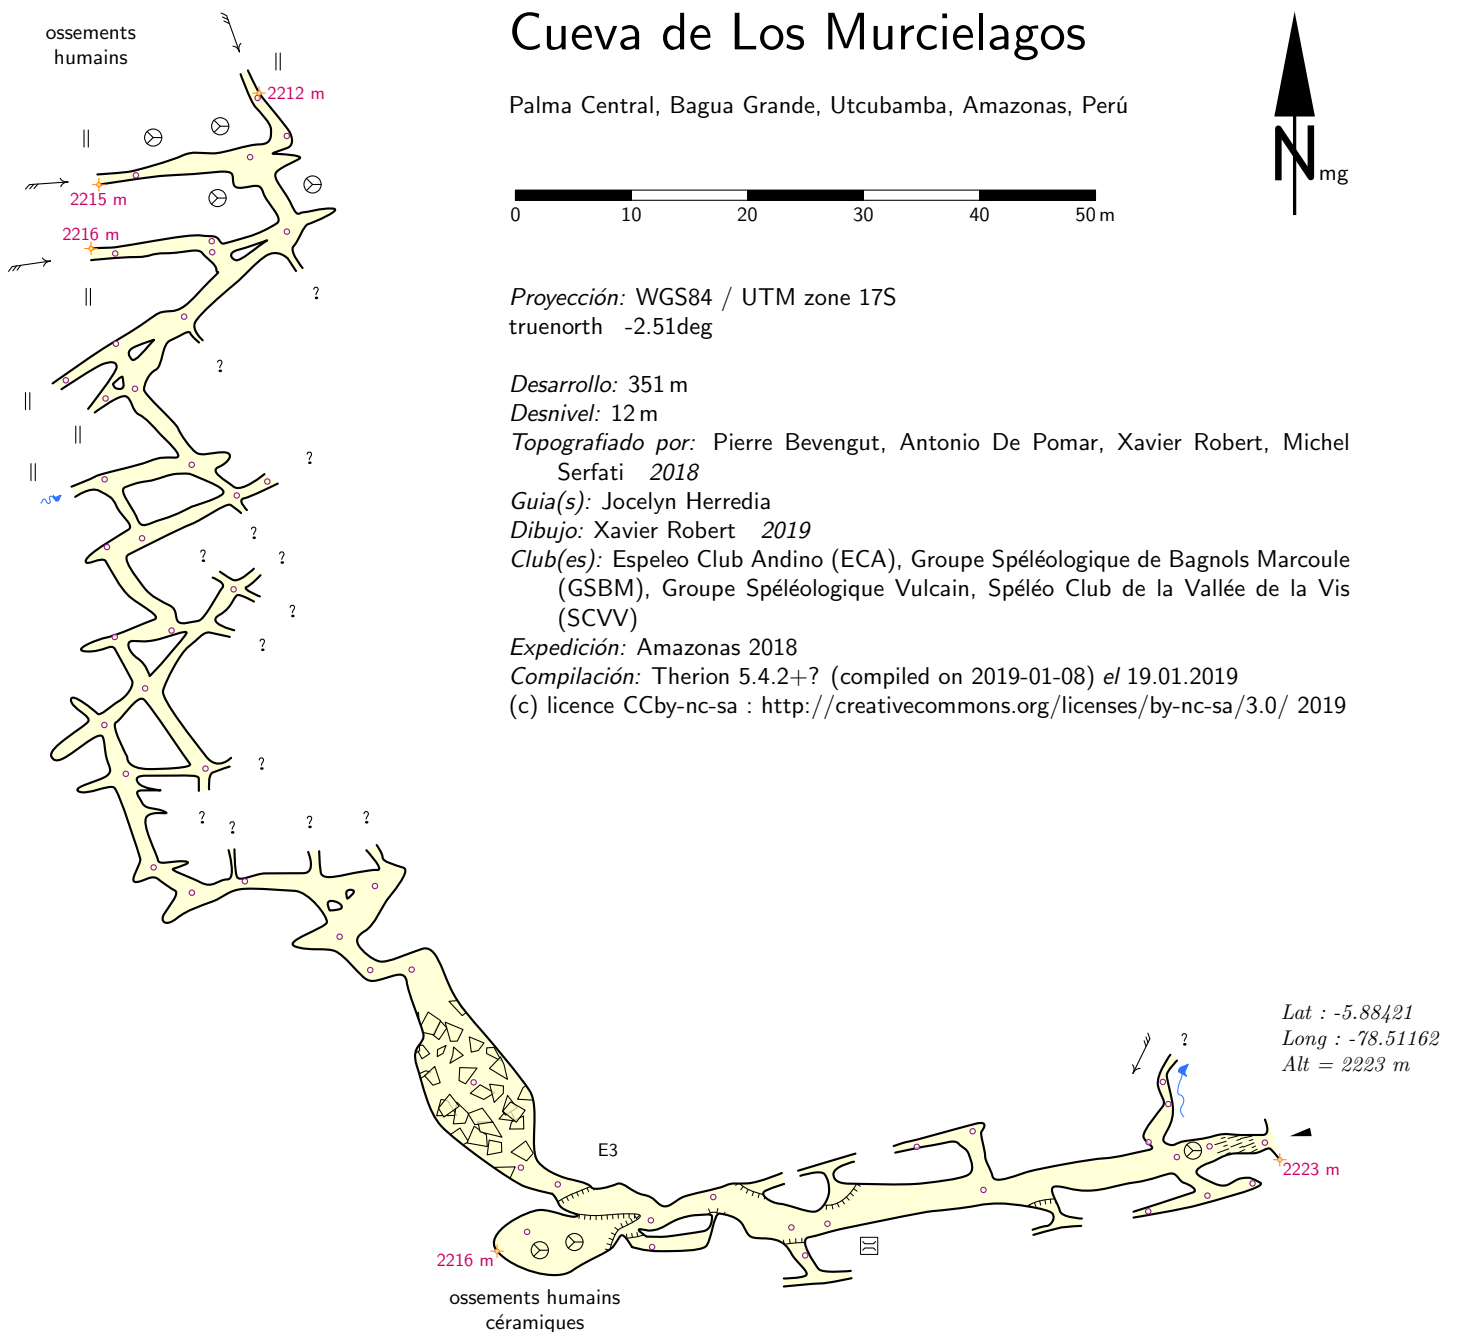 Cueva de Los Murcielagos
Palma Central, Bagua Grande, Utcubamba, Amazonas, Perú
N mg
0 10 20 30 40 50 m
Proyección: WGS84 / UTM zone 17S
truenorth -2.51deg
Desarrollo: 351 m
Desnivel: 12 m
Topografiado por: Pierre Bevengut, Antonio De Pomar, Xavier Robert, Michel
Serfati 2018
Guia(s): Jocelyn Herredia
Dibujo: Xavier Robert 2019
Club(es): Espeleo Club Andino (ECA), Groupe Spéléologique de Bagnols Marcoule
(GSBM), Groupe Spéléologique Vulcain, Spéléo Club de la Vallée de la Vis
(SCVV)
Expedición: Amazonas 2018
Compilación: Therion 5.4.2+? (compiled on 2019-01-08) el 19.01.2019
(c) licence CCby-nc-sa : http://creativecommons.org/licenses/by-nc-sa/3.0/ 2019
ossements
humains
2212 m
2215 m
2216 m
?
?
?
?
?
?
?
?
?
?
?
?
?
Lat : -5.88421
Long : -78.51162
Alt = 2223 m
?
E3
2223 m
2216 m
ossements humains
céramiques